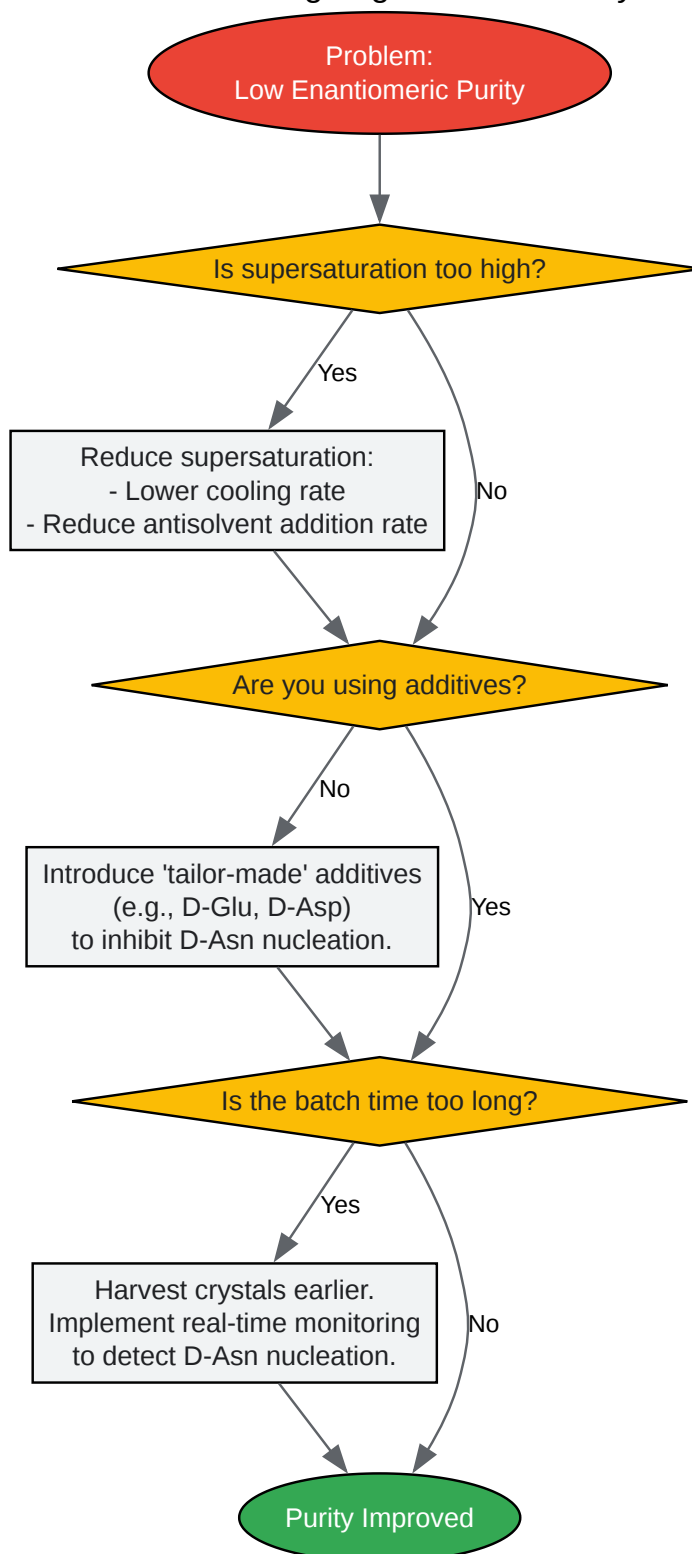 Problem:
Low Enantiomeric Purity
Is supersaturation too high?
Yes
Reduce supersaturation:
- Lower cooling rate
- Reduce antisolvent addition rate
No
Are you using additives?
No
Introduce 'tailor-made' additives
(e.g., D-Glu, D-Asp)
to inhibit D-Asn nucleation.
Yes
Is the batch time too long?
Yes
Harvest crystals earlier.
Implement real-time monitoring
to detect D-Asn nucleation.
No
Purity Improved